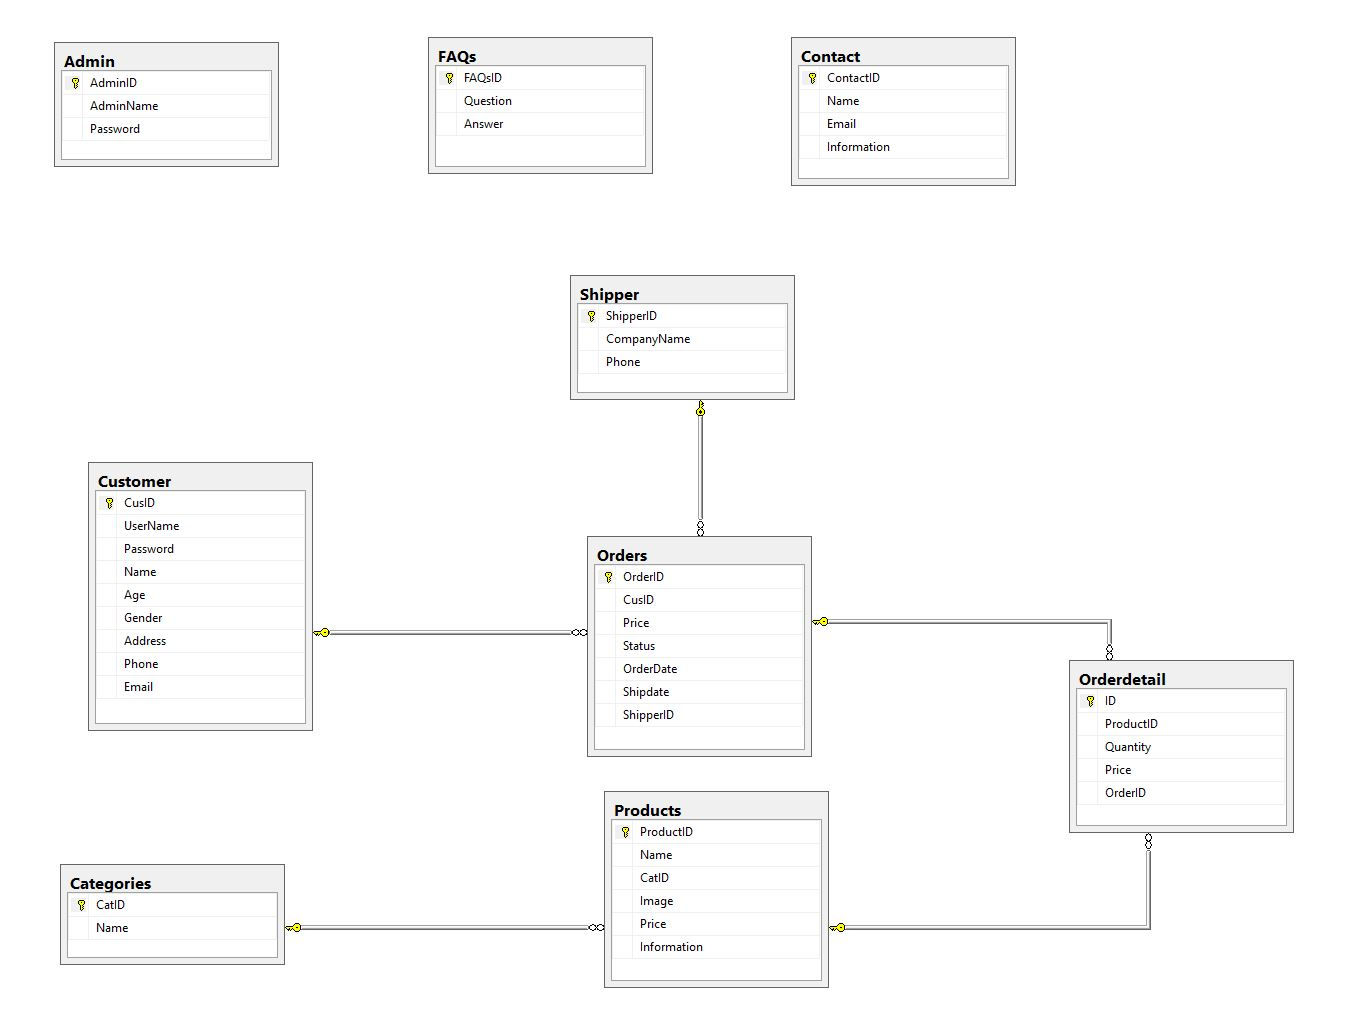 Admin
AdminID
AdminName
Password
FAQs
FAQsID
Question
Answer
Contact
ContactID
Name
Email
Information
Shipper
ShipperID
CompanyName
Phone
Customer
CusID
UserName
Password
Name
Age
Gender
Address
Phone
Email
Orders
OrderID
CusID
Price
Status
OrderDate
Shipdate
ShipperID
Orderdetail
ID
ProductID
Quantity
Price
OrderID
Products
ProductID
Name
CatID
Image
Price
Information
Categories
CatID
Name